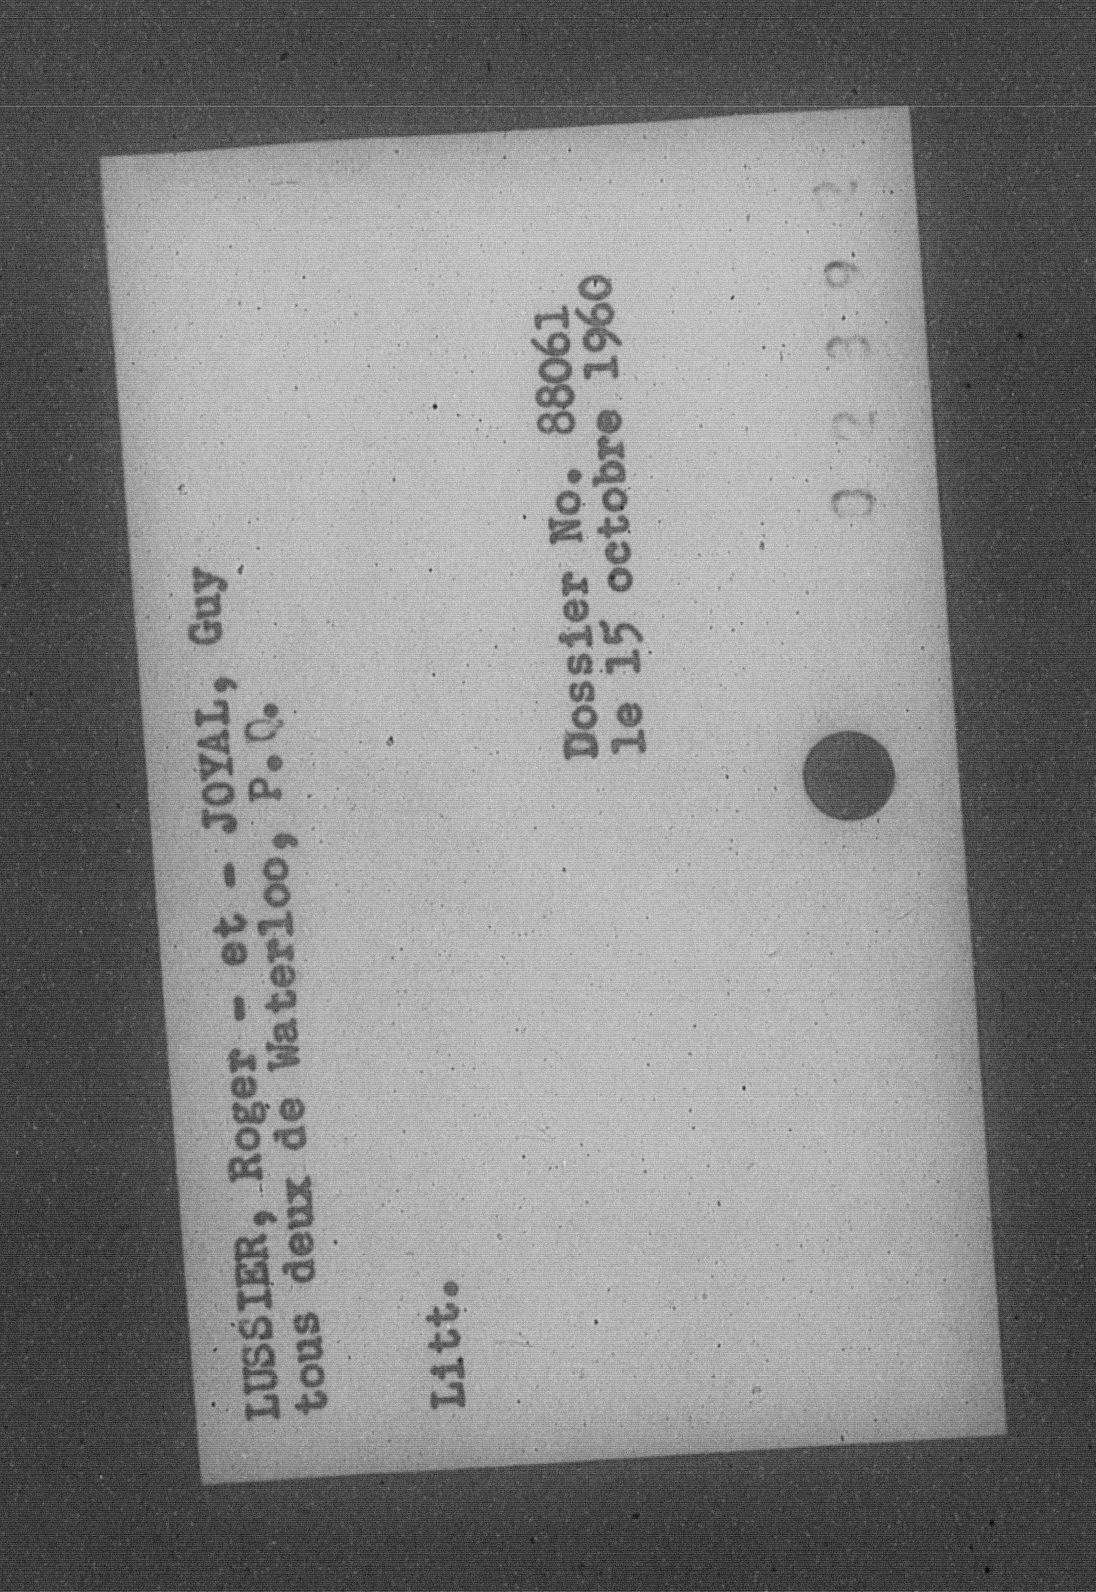 LUSSIER, Roger - et - JOYAL, Guy
tous deux de Waterloo, P.Q.
Litt.
Dossier No. 88061
le 15 octobre 1960
02392